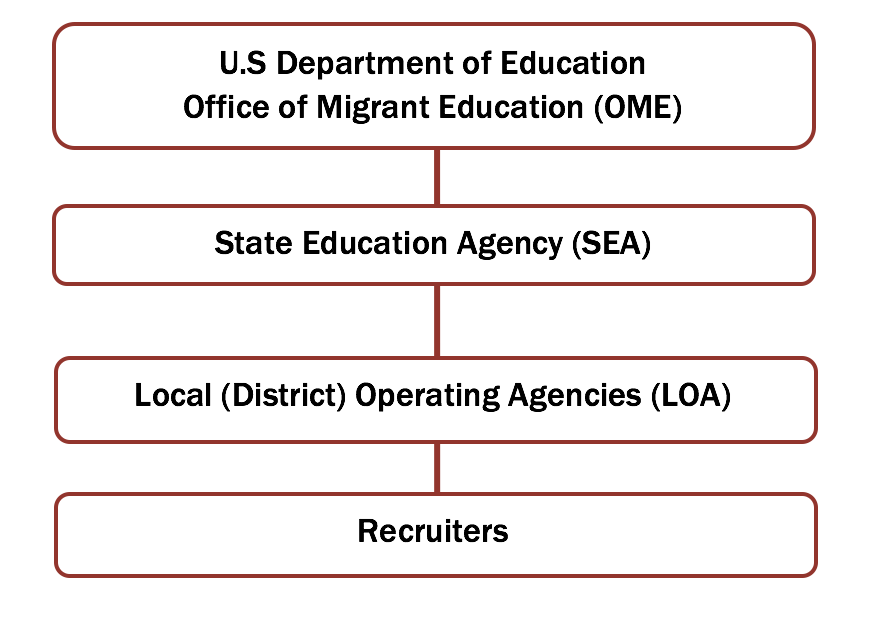 U.S Department of Education
Office of Migrant Education (OME)
State Education Agency (SEA)
Local (District) Operating Agencies (LOA)
Recruiters